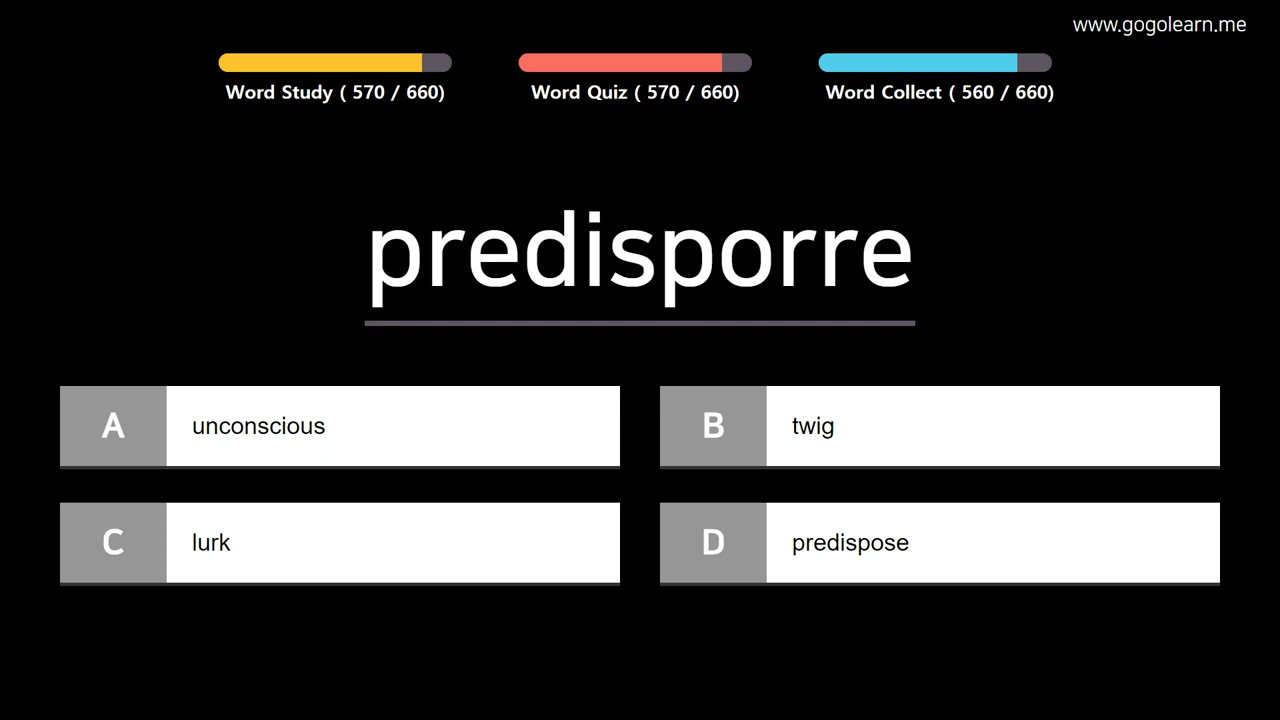 www.gogolearn.me
Word Study ( 570 / 660)
Word Quiz ( 570 / 660)
Word Collect ( 560 / 660)
predisporre
A unconscious
B twig
C lurk
D predispose